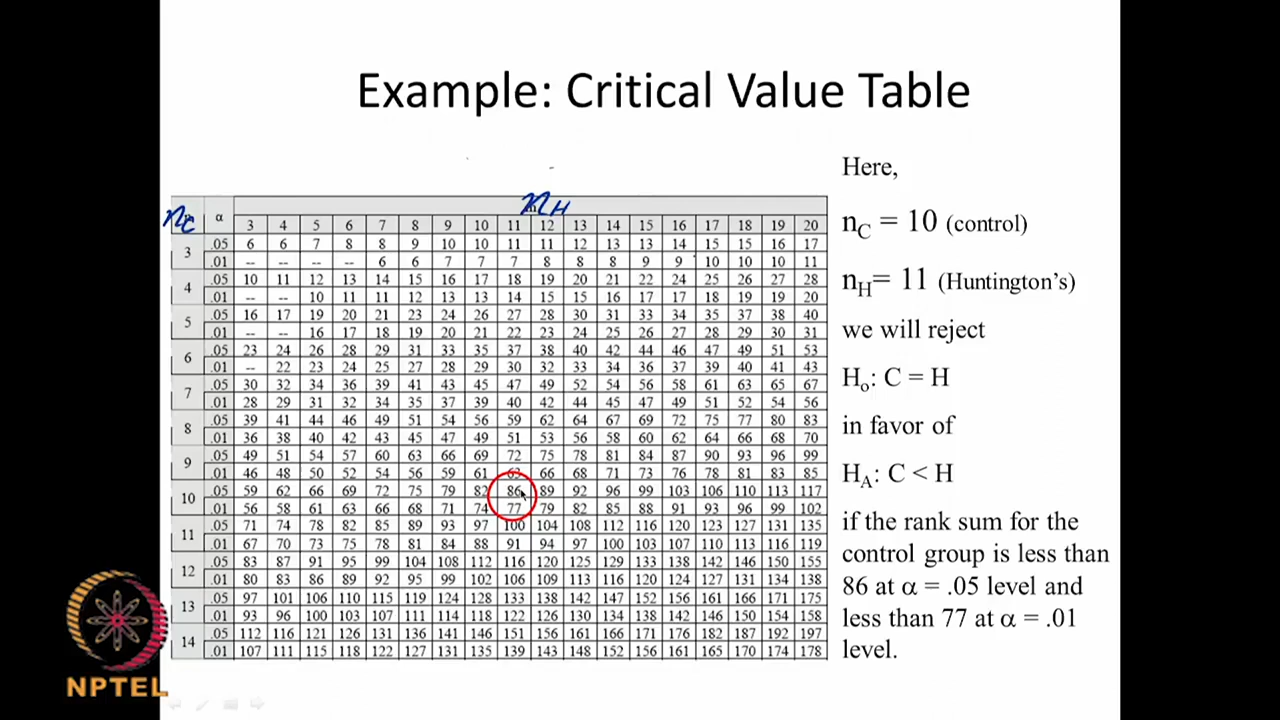 Example: Critical Value Table
nC
nH
α 3 4 5 6 7 8 9 10 11 12 13 14 15 16 17 18 19 20
3 .05 6 6 7 8 8 9 10 10 11 11 12 13 13 14 15 15 16 17
.01 -- -- -- -- 6 6 7 7 7 8 8 8 9 9 10 10 10 11
4 .05 10 11 12 13 14 15 16 17 18 19 20 21 22 24 25 26 27 28
.01 -- -- 10 11 11 12 13 13 14 15 15 16 17 17 18 19 19 20
5 .05 16 17 19 20 21 23 24 26 27 28 30 31 33 34 35 37 38 40
.01 -- -- 16 17 18 19 20 21 22 23 24 25 26 27 28 29 30 31
6 .05 23 24 26 28 29 31 33 35 37 38 40 42 44 46 47 49 51 53
.01 -- 22 23 24 25 27 28 29 30 32 33 34 36 37 39 40 41 43
7 .05 30 32 34 36 39 41 43 45 47 49 52 54 56 58 61 63 65 67
.01 28 29 31 32 34 35 37 39 40 42 44 45 47 49 51 52 54 56
8 .05 39 41 44 46 49 51 54 56 59 62 64 67 69 72 75 77 80 83
.01 36 38 40 42 43 45 47 49 51 53 56 58 60 62 64 66 68 70
9 .05 49 51 54 57 60 63 66 69 72 75 78 81 84 87 90 93 96 99
.01 46 48 50 52 54 56 59 61 63 66 68 71 73 76 78 81 83 85
10 .05 59 62 66 69 72 75 79 82 86 89 92 96 99 103 106 110 113 117
.01 56 58 61 63 66 68 71 74 77 79 82 85 88 91 93 96 99 102
11 .05 71 74 78 82 85 89 93 97 100 104 108 112 116 120 123 127 131 135
.01 67 70 73 75 78 81 84 88 91 94 97 100 103 107 110 113 116 119
12 .05 83 87 91 95 99 104 108 112 116 120 125 129 133 138 142 146 150 155
.01 80 83 86 89 92 95 99 102 106 109 113 116 120 124 127 131 134 138
13 .05 97 101 106 110 115 119 124 128 133 138 142 147 152 156 161 166 171 175
.01 93 96 100 103 107 111 114 118 122 126 130 134 138 142 146 150 154 158
14 .05 112 116 121 126 131 136 141 146 151 156 161 166 171 176 182 187 192 197
.01 107 111 115 118 122 127 131 135 139 143 148 152 156 161 165 170 174 178
Here,
nC = 10 (control)
nH= 11 (Huntington's)
we will reject
Ho: C = H
in favor of
HA: C < H
if the rank sum for the
control group is less than
86 at α = .05 level and
less than 77 at α = .01
level.
NPTEL